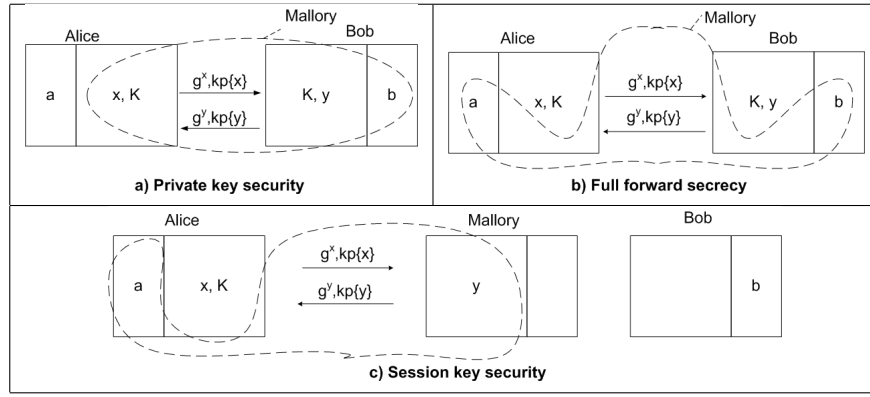 Mallory
Alice
Bob
a
x, K
g^x,kp{x}
g^y,kp{y}
K, y
b
a) Private key security
Mallory
Alice
Bob
a
x, K
g^x,kp{x}
g^y,kp{y}
K, y
b
b) Full forward secrecy
Alice
Mallory
Bob
a
x, K
g^x,kp{x}
g^y,kp{y}
y
b
c) Session key security